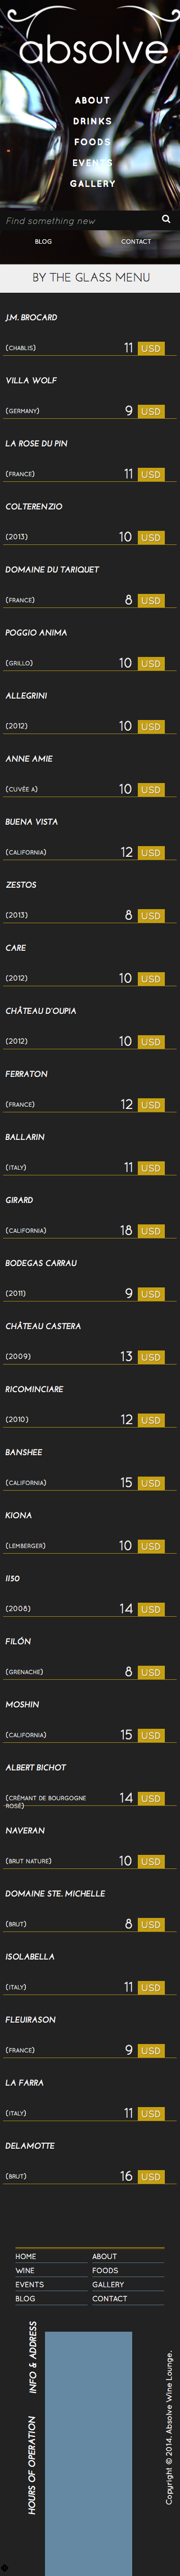 absolve
ABOUT
DRINKS
FOODS
EVENTS
GALLERY
Find something new
BLOG
CONTACT
BY THE GLASS MENU
J.M. BROCARD
(CHABLIS)
11 USD
VILLA WOLF
(GERMANY)
9 USD
LA ROSE DU PIN
(FRANCE)
11 USD
COLTERENZIO
(2013)
10 USD
DOMAINE DU TARIQUET
(FRANCE)
8 USD
POGGIO ANIMA
(GRILLO)
10 USD
ALLEGRINI
(2012)
10 USD
ANNE AMIE
(CUVÉE A)
10 USD
BUENA VISTA
(CALIFORNIA)
12 USD
ZESTOS
(2013)
8 USD
CARE
(2012)
10 USD
CHÂTEAU D'OUPIA
(2012)
10 USD
FERRATON
(FRANCE)
12 USD
BALLARIN
(ITALY)
11 USD
GIRARD
(CALIFORNIA)
18 USD
BODEGAS CARRAU
(2011)
9 USD
CHÂTEAU CASTERA
(2009)
13 USD
RICOMINCIARE
(2010)
12 USD
BANSHEE
(CALIFORNIA)
15 USD
KIONA
(LEMBERGER)
10 USD
1150
(2008)
14 USD
FILÓN
(GRENACHE)
8 USD
MOSHIN
(CALIFORNIA)
15 USD
ALBERT BICHOT
(CRÉMANT DE BOURGOGNE
ROSÉ)
14 USD
NAVERAN
(BRUT NATURE)
10 USD
DOMAINE STE. MICHELLE
(BRUT)
8 USD
ISOLABELLA
(ITALY)
11 USD
FLEUIRASON
(FRANCE)
9 USD
LA FARRA
(ITALY)
11 USD
DELAMOTTE
(BRUT)
16 USD
HOME
ABOUT
WINE
FOODS
EVENTS
GALLERY
BLOG
CONTACT
INFO & ADDRESS
HOURS OF OPERATION
Copyright © 2014. Absolve Wine Lounge.